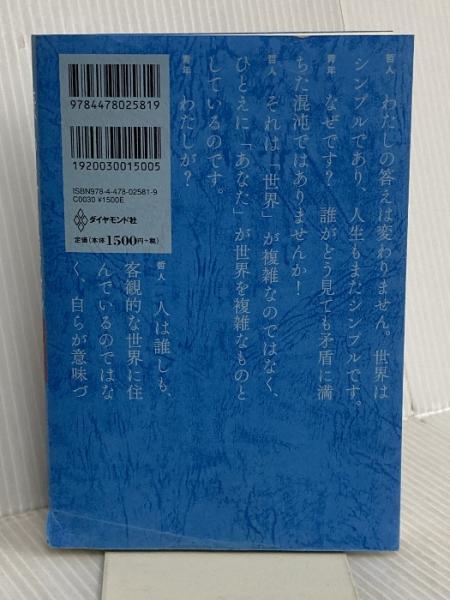 哲人　わたしの答えは変わりません。世界は
シンプルであり、人生もまたシンプルです。
青年　なぜです？　誰がどう見ても矛盾に満
ちた混沌ではありませんか！
哲人　それは「世界」が複雑なのではなく、
ひとえに「あなた」が世界を複雑なものと
しているのです。
青年　わたしが？
哲人　人は誰しも、
客観的な世界に住
んでいるのではな
く、自らが意味づ
9784478025819
1920030015005
ISBN978-4-478-02581-9
C0030 ¥1500E
ダイヤモンド社
定価(本体1500円+税)